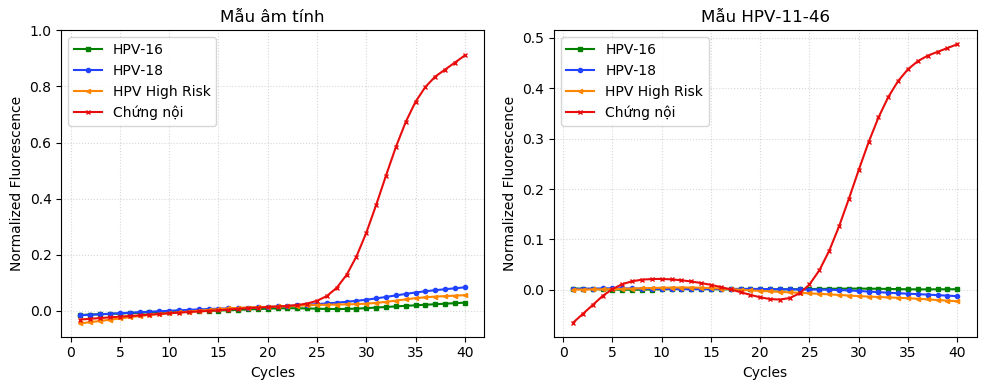 Mẫu âm tính
Normalized Fluorescence
1.0
0.8
0.6
0.4
0.2
0.0
HPV-16
HPV-18
HPV High Risk
Chứng nội
0 5 10 15 20 25 30 35 40
Cycles
Mẫu HPV-11-46
Normalized Fluorescence
0.5
0.4
0.3
0.2
0.1
0.0
HPV-16
HPV-18
HPV High Risk
Chứng nội
0 5 10 15 20 25 30 35 40
Cycles